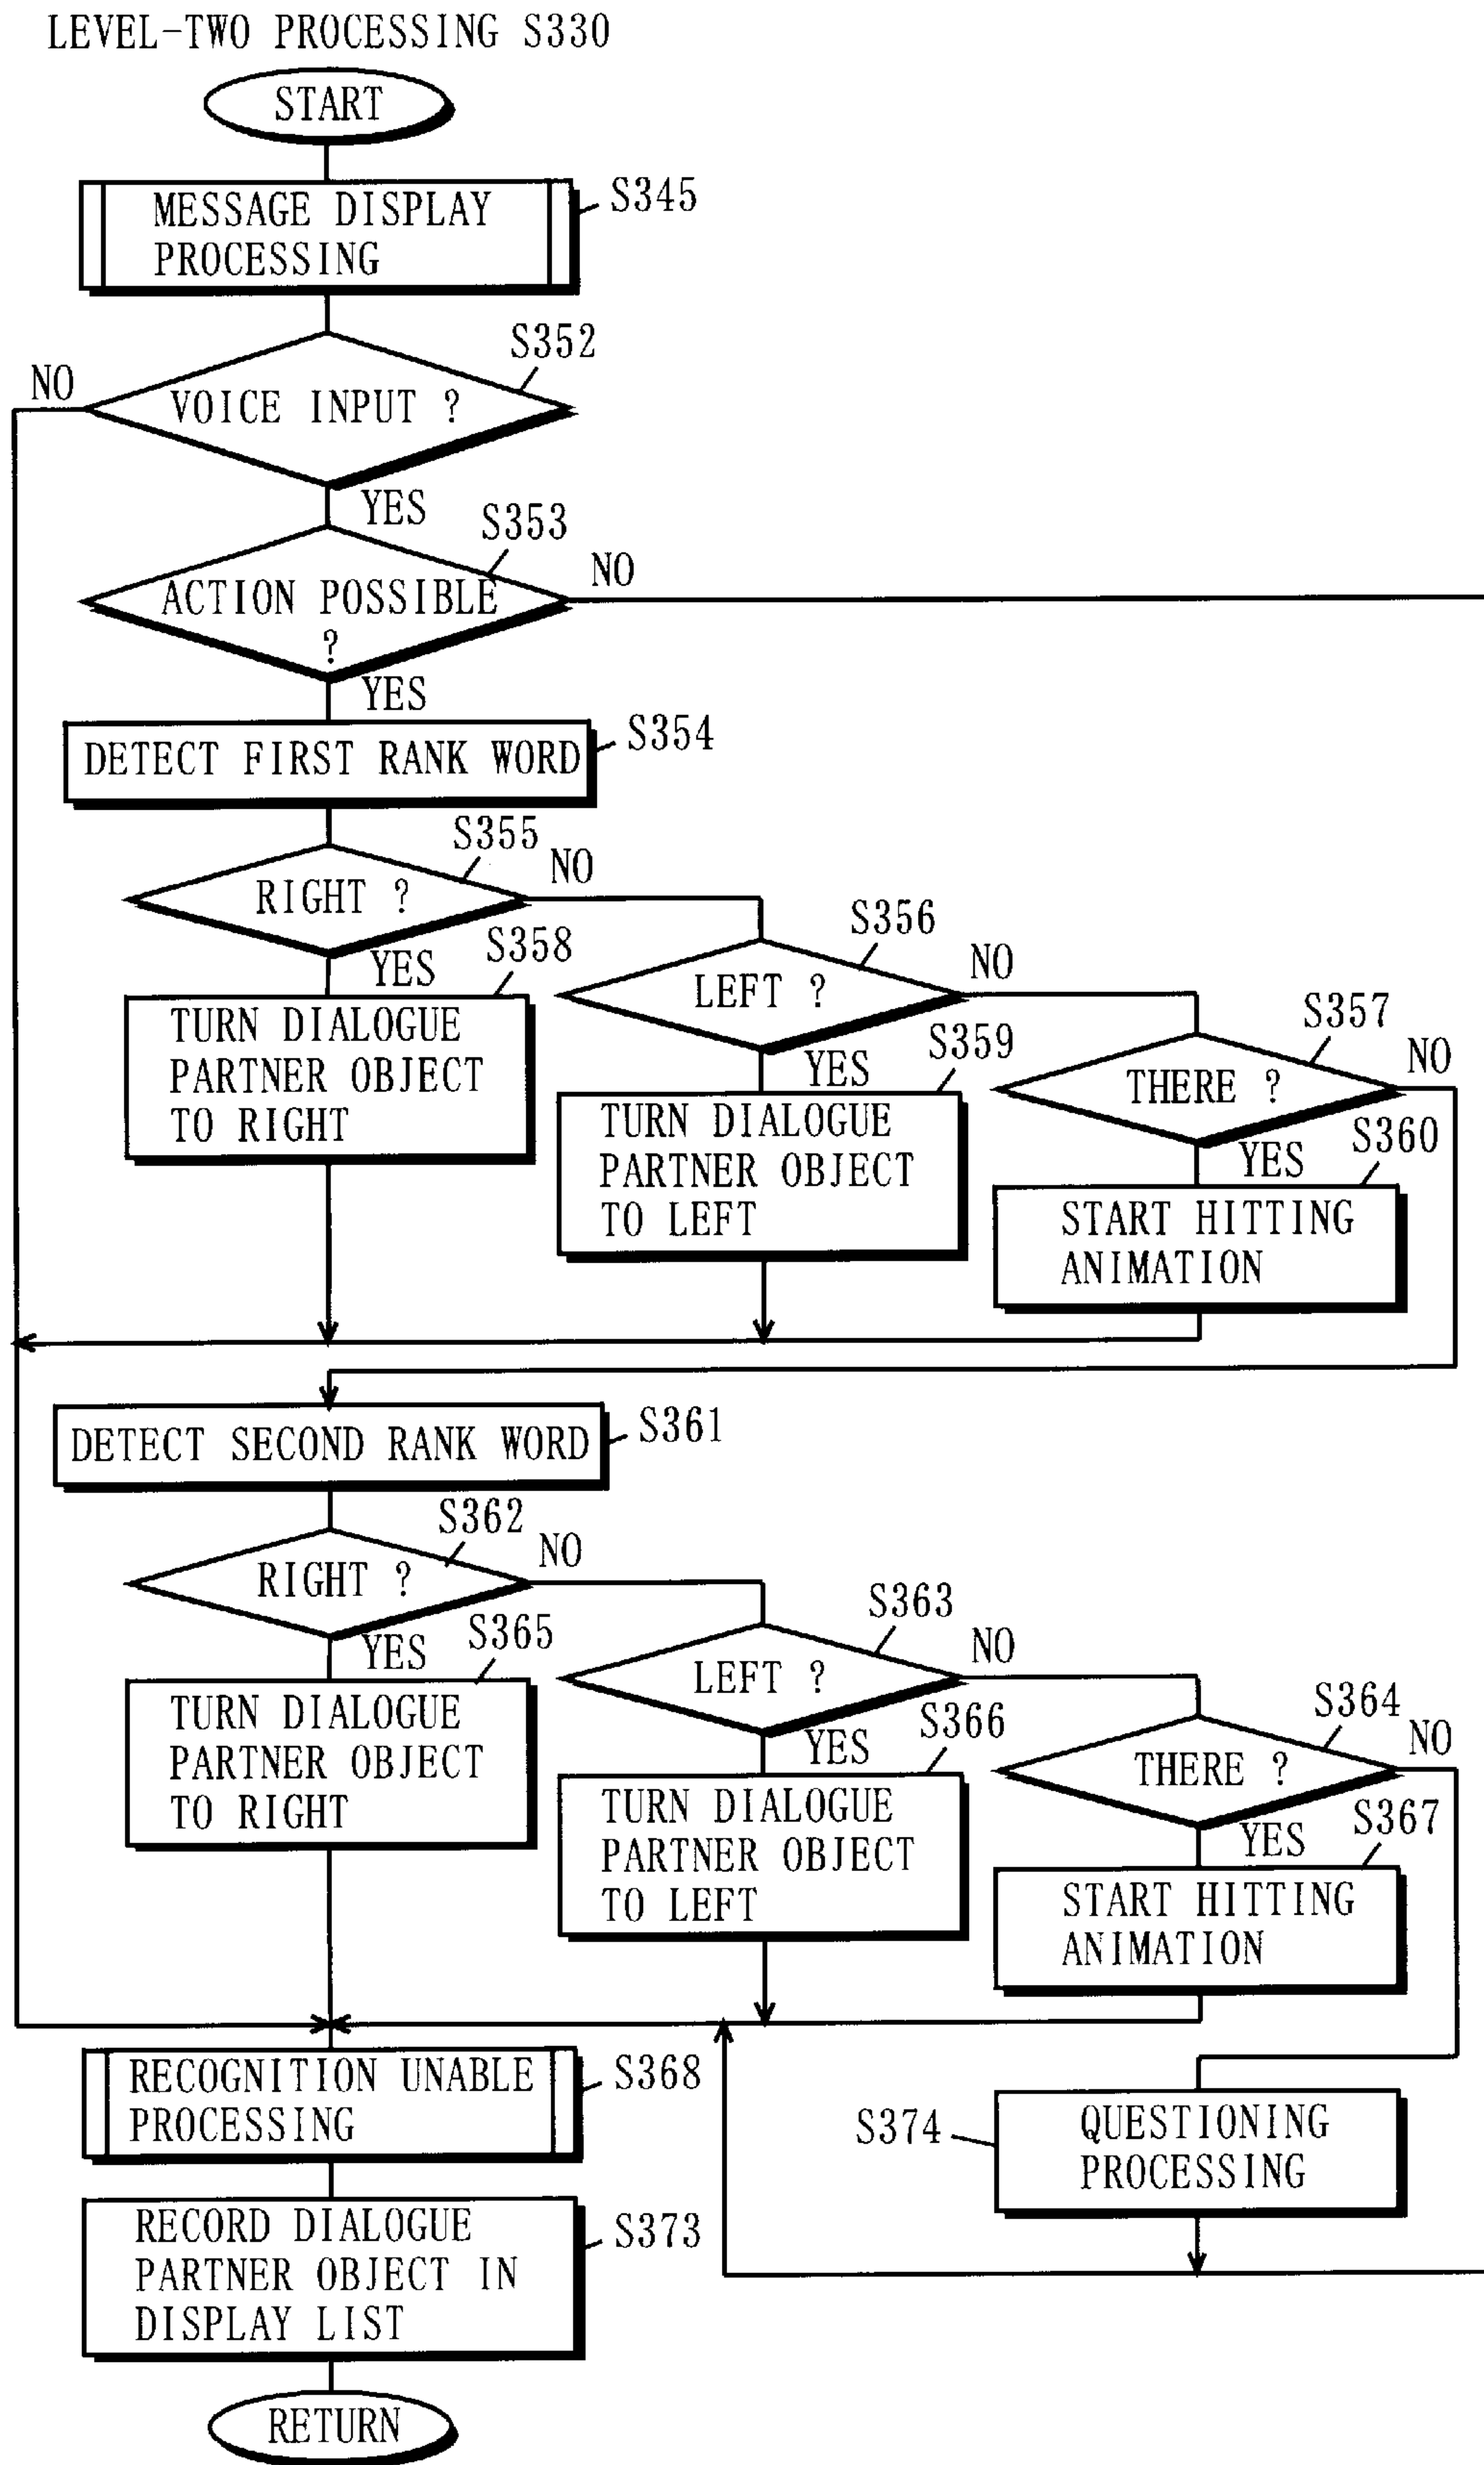 LEVEL-TWO PROCESSING S330
START
MESSAGE DISPLAY
PROCESSING
S345
S352
NO
VOICE INPUT ?
YES
S353
NO
ACTION POSSIBLE
?
YES
DETECT FIRST RANK WORD
S354
S355
NO
RIGHT ?
YES
S358
S356
NO
LEFT ?
YES
S359
S357
NO
THERE ?
YES
S360
TURN DIALOGUE
PARTNER OBJECT
TO RIGHT
TURN DIALOGUE
PARTNER OBJECT
TO LEFT
START HITTING
ANIMATION
DETECT SECOND RANK WORD
S361
S362
NO
RIGHT ?
YES
S365
S363
NO
LEFT ?
YES
S366
S364
NO
THERE ?
YES
S367
TURN DIALOGUE
PARTNER OBJECT
TO RIGHT
TURN DIALOGUE
PARTNER OBJECT
TO LEFT
START HITTING
ANIMATION
RECOGNITION UNABLE
PROCESSING
S368
S374
QUESTIONING
PROCESSING
RECORD DIALOGUE
PARTNER OBJECT IN
DISPLAY LIST
S373
RETURN